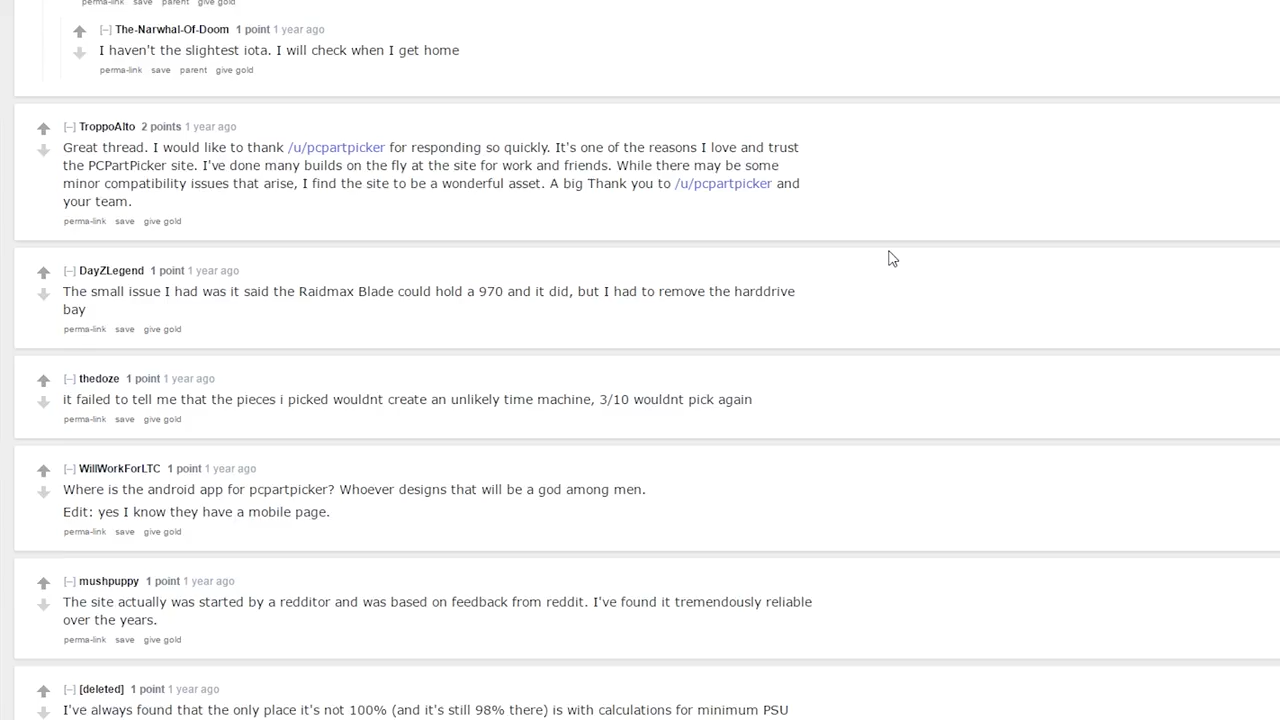 perma-link save parent give gold
[–] The-Narwhal-Of-Doom 1 point 1 year ago
I haven't the slightest iota. I will check when I get home
perma-link save parent give gold
[–] TroppoAlto 2 points 1 year ago
Great thread. I would like to thank /u/pcpartpicker for responding so quickly. It's one of the reasons I love and trust
the PCPartPicker site. I've done many builds on the fly at the site for work and friends. While there may be some
minor compatibility issues that arise, I find the site to be a wonderful asset. A big Thank you to /u/pcpartpicker and
your team.
perma-link save give gold
[–] DayZLegend 1 point 1 year ago
The small issue I had was it said the Raidmax Blade could hold a 970 and it did, but I had to remove the harddrive
bay
perma-link save give gold
[–] thedoze 1 point 1 year ago
it failed to tell me that the pieces i picked wouldnt create an unlikely time machine, 3/10 wouldnt pick again
perma-link save give gold
[–] WillWorkForLTC 1 point 1 year ago
Where is the android app for pcpartpicker? Whoever designs that will be a god among men.
Edit: yes I know they have a mobile page.
perma-link save give gold
[–] mushpuppy 1 point 1 year ago
The site actually was started by a redditor and was based on feedback from reddit. I've found it tremendously reliable
over the years.
perma-link save give gold
[–] [deleted] 1 point 1 year ago
I've always found that the only place it's not 100% (and it's still 98% there) is with calculations for minimum PSU